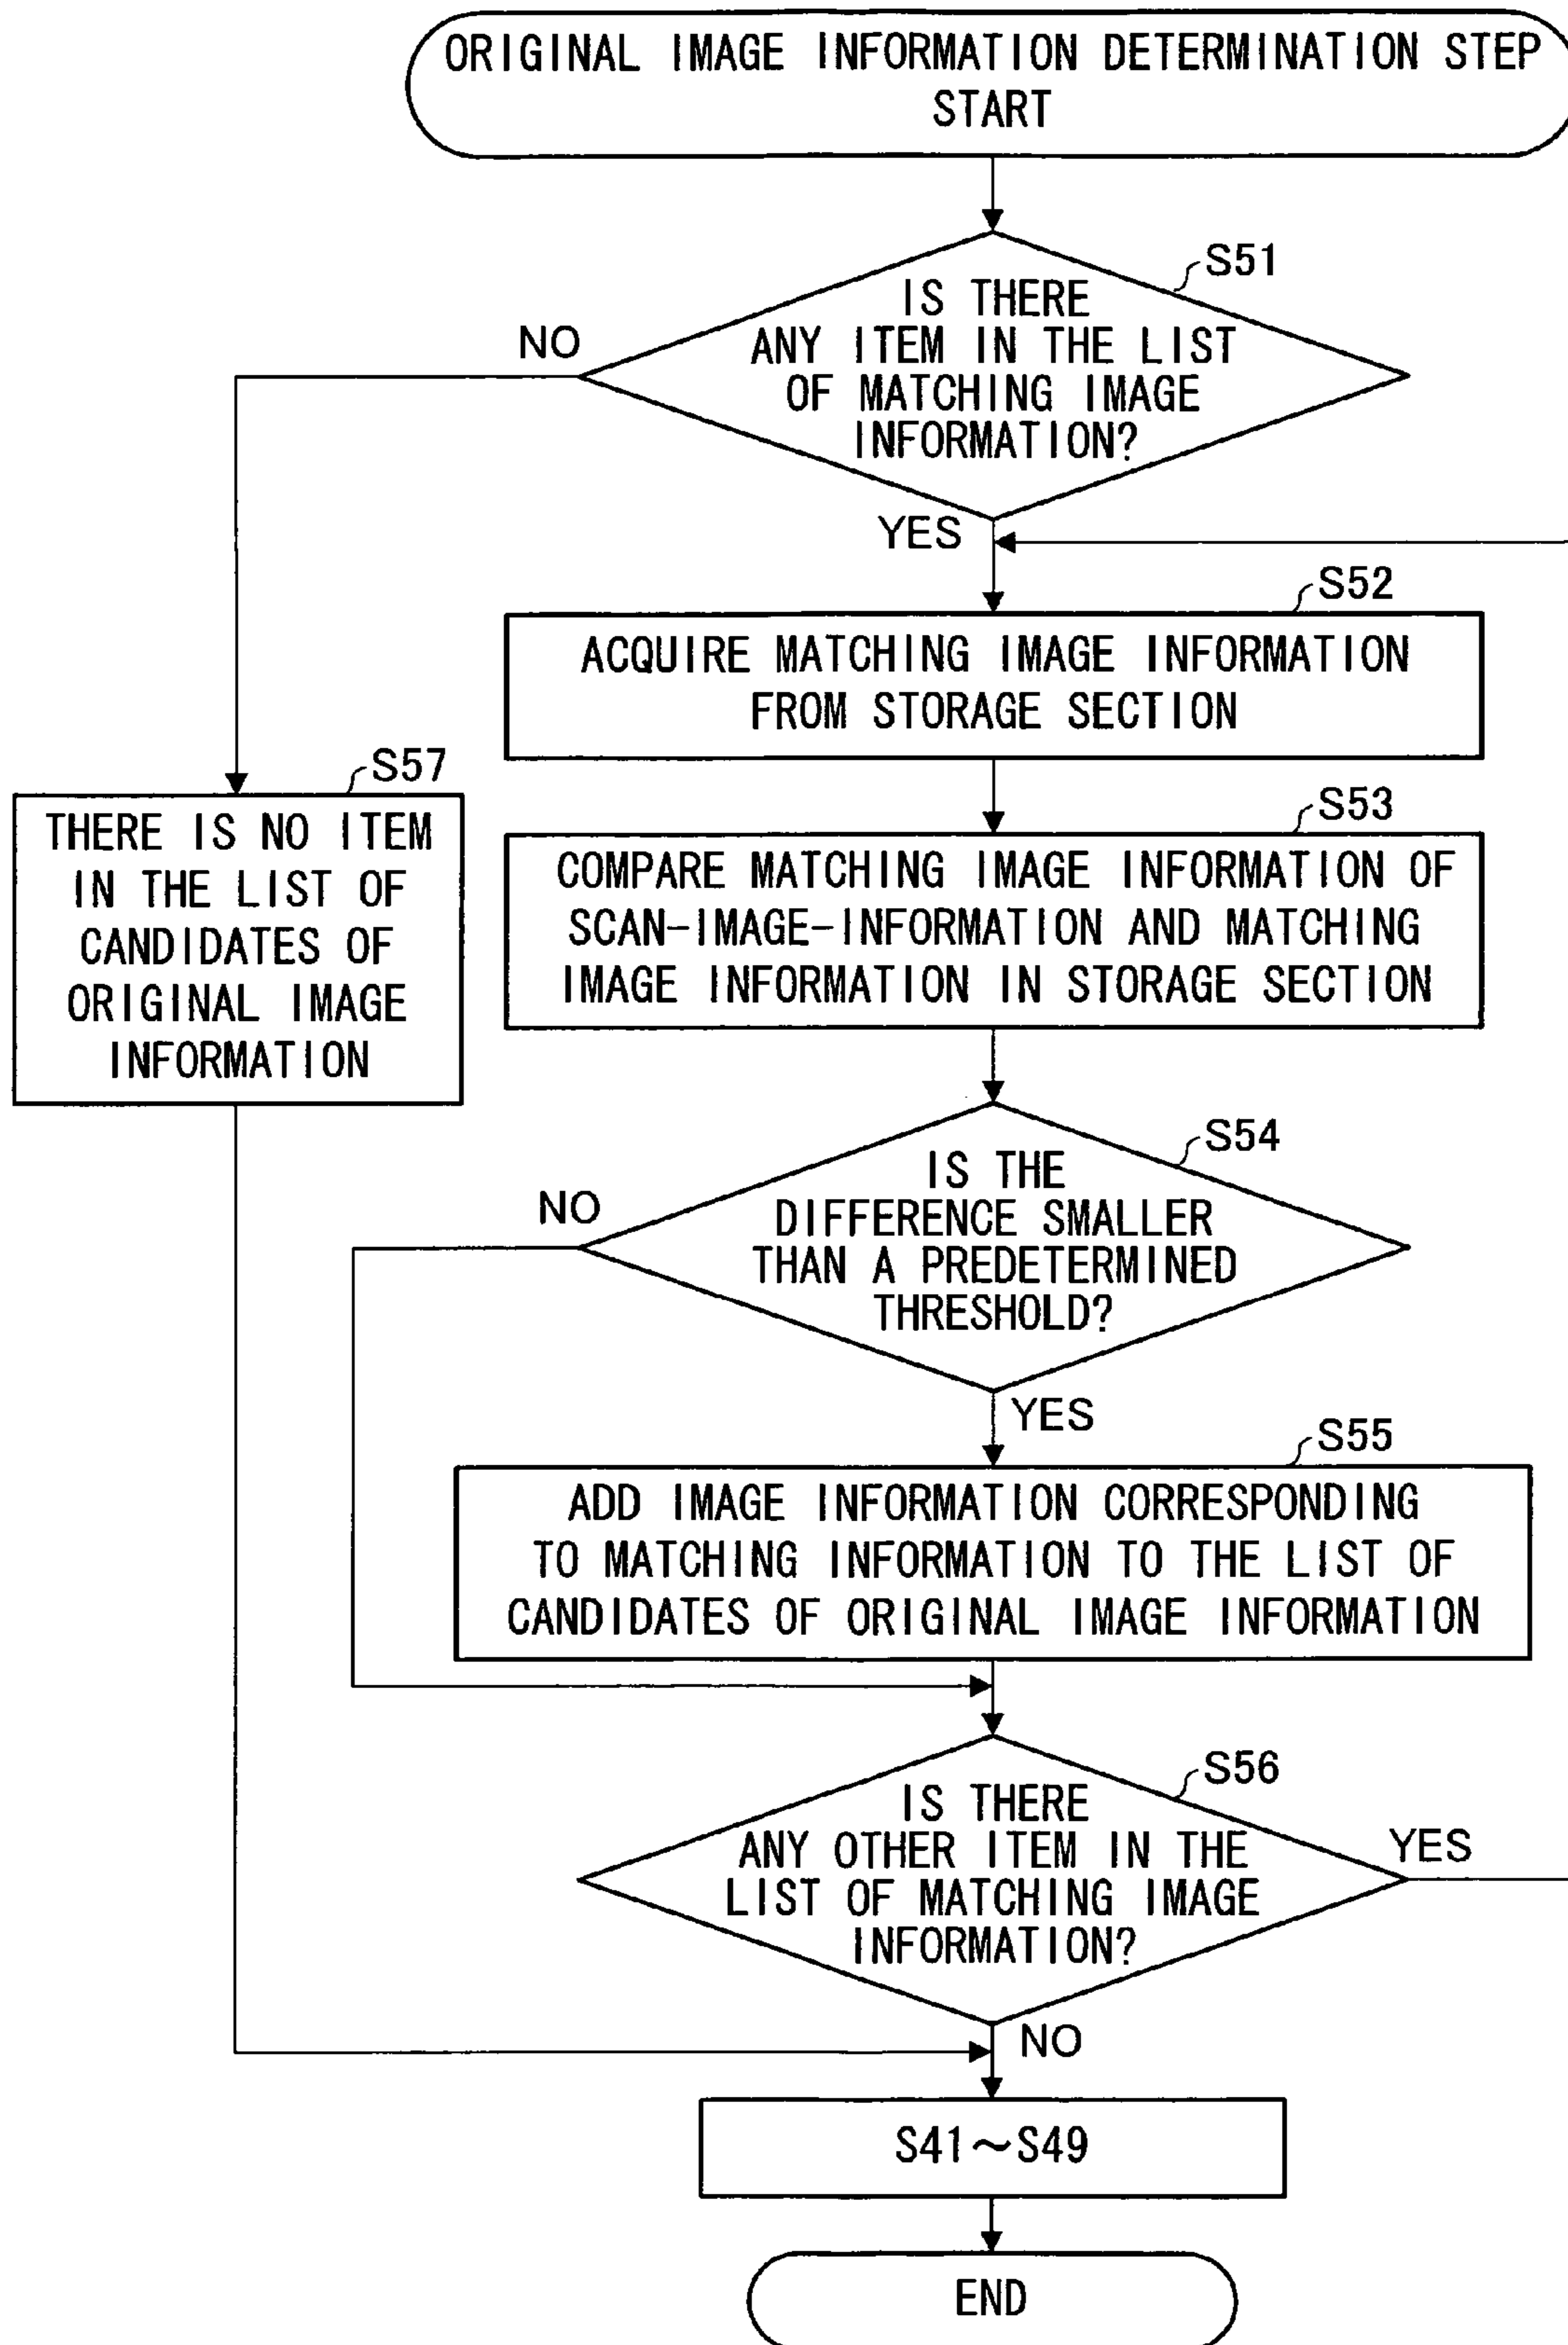 ORIGINAL IMAGE INFORMATION DETERMINATION STEP
START
S51
IS THERE
ANY ITEM IN THE LIST
OF MATCHING IMAGE
INFORMATION?
NO
YES
S52
ACQUIRE MATCHING IMAGE INFORMATION
FROM STORAGE SECTION
S57
THERE IS NO ITEM
IN THE LIST OF
CANDIDATES OF
ORIGINAL IMAGE
INFORMATION
S53
COMPARE MATCHING IMAGE INFORMATION OF
SCAN-IMAGE-INFORMATION AND MATCHING
IMAGE INFORMATION IN STORAGE SECTION
S54
IS THE
DIFFERENCE SMALLER
THAN A PREDETERMINED
THRESHOLD?
NO
YES
S55
ADD IMAGE INFORMATION CORRESPONDING
TO MATCHING INFORMATION TO THE LIST OF
CANDIDATES OF ORIGINAL IMAGE INFORMATION
S56
IS THERE
ANY OTHER ITEM IN THE
LIST OF MATCHING IMAGE
INFORMATION?
YES
NO
S41～S49
END